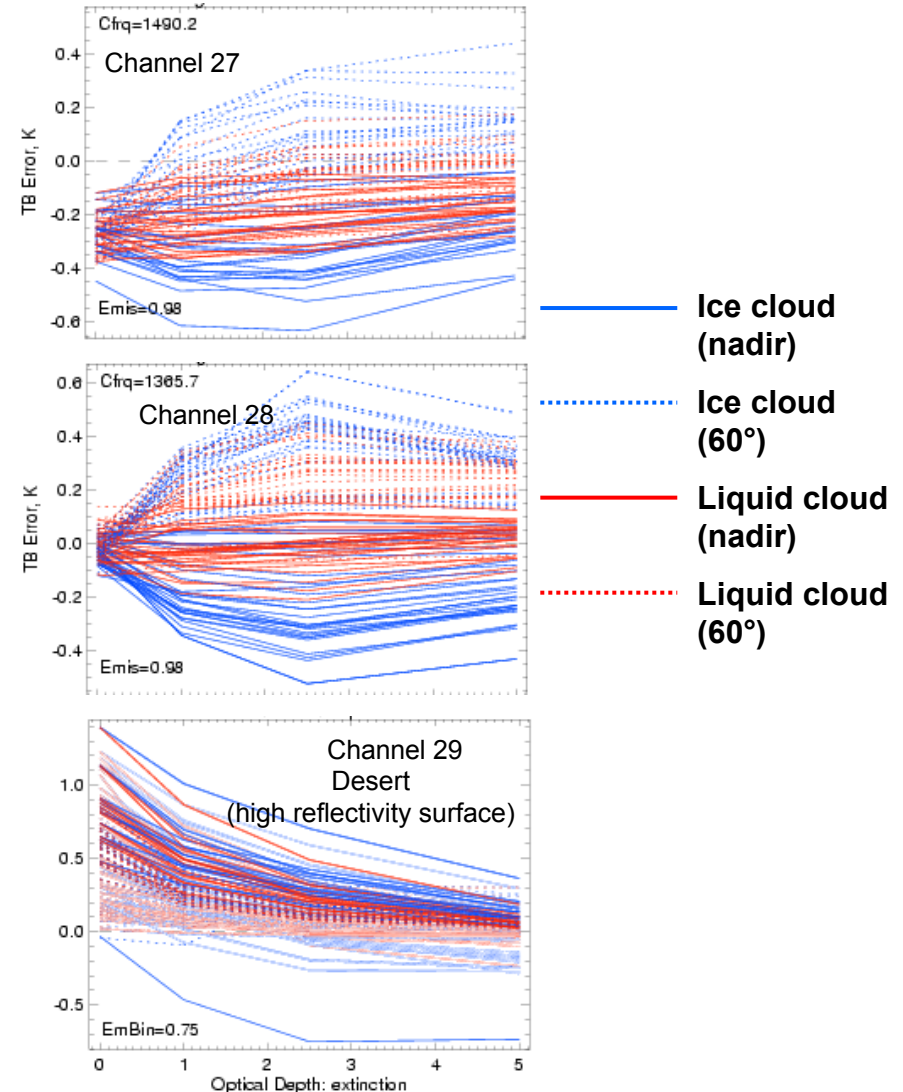 Cfrq=1490.2
Channel 27
0.4
0.2
0.0
-0.2
-0.4
-0.6
TB Error, K
Emis=0.98
Cfrq=1365.7
Channel 28
0.6
0.4
0.2
0.0
-0.2
-0.4
TB Error, K
Emis=0.98
Ice cloud
(nadir)
Ice cloud
(60°)
Liquid cloud
(nadir)
Liquid cloud
(60°)
Channel 29
Desert
(high reflectivity surface)
1.0
0.5
0.0
-0.5
EmBin=0.75
0 1 2 3 4 5
Optical Depth: extinction